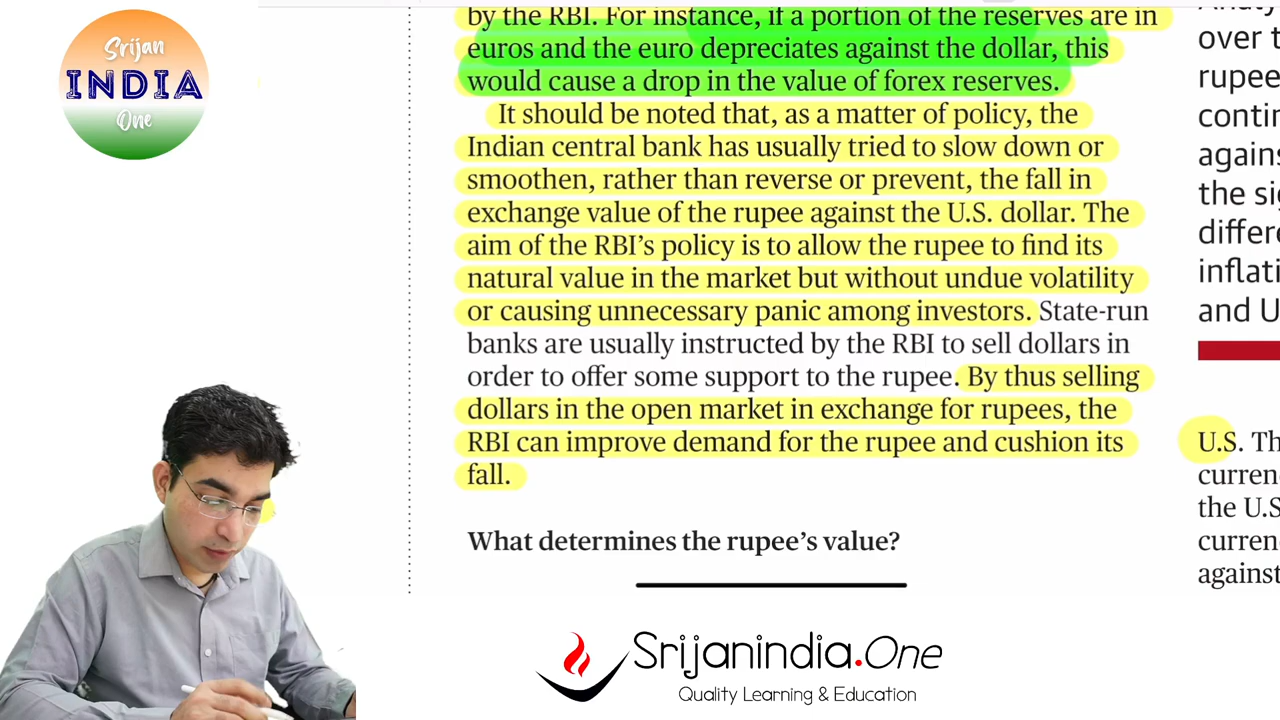 Srijan
INDIA
One
by the RBI. For instance, if a portion of the reserves are in
euros and the euro depreciates against the dollar, this
would cause a drop in the value of forex reserves.
It should be noted that, as a matter of policy, the
Indian central bank has usually tried to slow down or
smoothen, rather than reverse or prevent, the fall in
exchange value of the rupee against the U.S. dollar. The
aim of the RBI's policy is to allow the rupee to find its
natural value in the market but without undue volatility
or causing unnecessary panic among investors. State-run
banks are usually instructed by the RBI to sell dollars in
order to offer some support to the rupee. By thus selling
dollars in the open market in exchange for rupees, the
RBI can improve demand for the rupee and cushion its
fall.
What determines the rupee's value?
over t
rupee
contin
agains
the si
differe
inflati
and U
U.S. Th
curren
the U.S
curren
against
Srijanindia.One
Quality Learning & Education